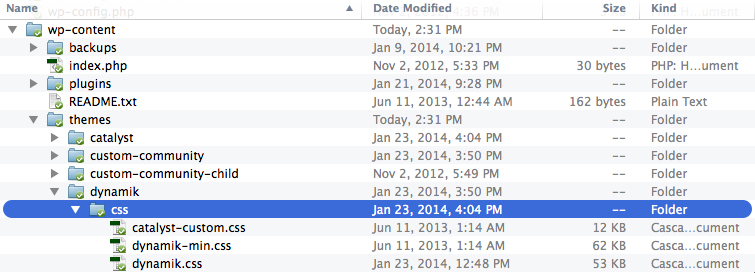 Name Date Modified Size Kind
wp-config.php
wp-content Today, 2:31 PM -- Folder
backups Jan 9, 2014, 10:21 PM -- Folder
index.php Nov 2, 2012, 5:33 PM 30 bytes PHP: H...ument
plugins Jan 21, 2014, 9:28 PM -- Folder
README.txt Jun 11, 2013, 12:44 AM 162 bytes Plain Text
themes Today, 2:31 PM -- Folder
catalyst Jan 23, 2014, 4:04 PM -- Folder
custom-community Jan 23, 2014, 3:50 PM -- Folder
custom-community-child Nov 2, 2012, 5:49 PM -- Folder
dynamik Jan 23, 2014, 3:50 PM -- Folder
css Jan 23, 2014, 4:04 PM -- Folder
catalyst-custom.css Jun 11, 2013, 1:14 AM 12 KB Casca...cument
dynamik-min.css Jun 11, 2013, 1:14 AM 62 KB Casca...cument
dynamik.css Jan 23, 2014, 12:48 PM 53 KB Casca...cument